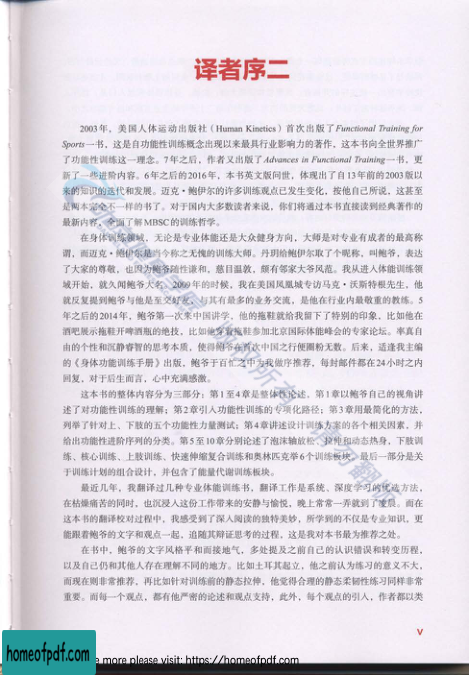 译者序二
2003年，美国人体运动出版社（Human Kinetics）首次出版了Functional Training for
Sports一书，这是自功能性训练概念出现以来最具行业影响力的著作，这本书向全世界推广
了功能性训练这一理念。7年之后，作者又出版了Advances in Functional Training一书，更
新了一些进阶内容。6年之后的2016年，本书英文版问世，体现出了自13年前的2003版以
来的知识的迭代和发展。迈克·鲍伊尔的许多训练观点已发生变化，按他自己所说，这甚至
是两本完全不一样的书了。对于国内大多数读者来说，你们将通过本书直接读到经典著作的
最新内容，全面了解MBSC的训练哲学。
在身体训练领域，无论是专业体能还是大众健身方向，大师是对专业有成者的最高称
谓，而迈克·鲍伊尔是当今称之无愧的训练大师。丹玥给鲍伊尔取了个昵称，叫鲍爷，表达
了大家的尊敬，也因为鲍爷随性谦和，慈目温敦，颇有邻家大爷风范。我从进入体能训练领
域开始，就久闻鲍爷大名。2009年的时候，我在美国凤凰城专访马克·沃斯特根先生，他
就反复提到鲍爷与他是至交好友，与其有最多的业务交流，是他在行业内最敬重的教练。5
年之后的2014年，鲍爷第一次来中国讲学，他的拖鞋就给我留下了特别的印象，比如他在
酒吧展示拖鞋开啤酒瓶的绝技，比如他穿着拖鞋参加北京国际体能峰会的专家论坛。率真自
由的个性和沉静睿智的思考本质，使得鲍爷在首次中国之行便圈粉无数。后来，适逢我主编
的《身体功能训练手册》出版，鲍爷于百忙之中为我做序推荐，每封邮件都在24小时之内
回复，对于后生而言，心中充满感激。
这本书的整体内容分为三部分：第1至4章是整体性论述，第1章以鲍爷自己的视角讲
述了对功能性训练的理解；第2章引入功能性训练的专项化路径；第3章用最简化的方法，
列举了针对上、下肢的五个功能性力量测试；第4章讲述设计训练方案的各个相关因素，并
给出功能性进阶序列的分类。第5至10章分别论述了泡沫轴放松、拉伸和动态热身，下肢训
练、核心训练、上肢训练、快速伸缩复合训练和奥林匹克举6个训练板块。最后一部分是关
于训练计划的组合设计，并包含了能量代谢训练板块。
最近几年，我翻译过几种专业体能训练书，翻译工作是系统、深度学习的优选方法，
在枯燥痛苦的同时，也沉浸入这份工作带来的安静与愉悦，晚上常常一弄就到了凌晨。而在
这本书的翻译校对过程中，我感受到了深入阅读的独特美妙，所学到的不仅是专业知识，更
能跟着鲍爷的文字和观点一起，追随其辩证思考的过程，这是我对本书最为推荐之处。
在书中，鲍爷的文字风格平和而接地气，多处提及之前自己的认识错误和转变历程，
以及自己仍和其他人存在理解不同的地方。比如土耳其起立，他之前认为练习的意义不大，
而现在则非常推荐，再比如针对训练前的静态拉伸，他觉得合理的静态柔韧性练习同样非常
重要。而每一个观点，都有他严密的论述和观点支持，此外，每个观点的引入，作者都以类
V
homeofpdf.com
e more please visit: https://homeofpdf.com
版权所有 请勿翻版